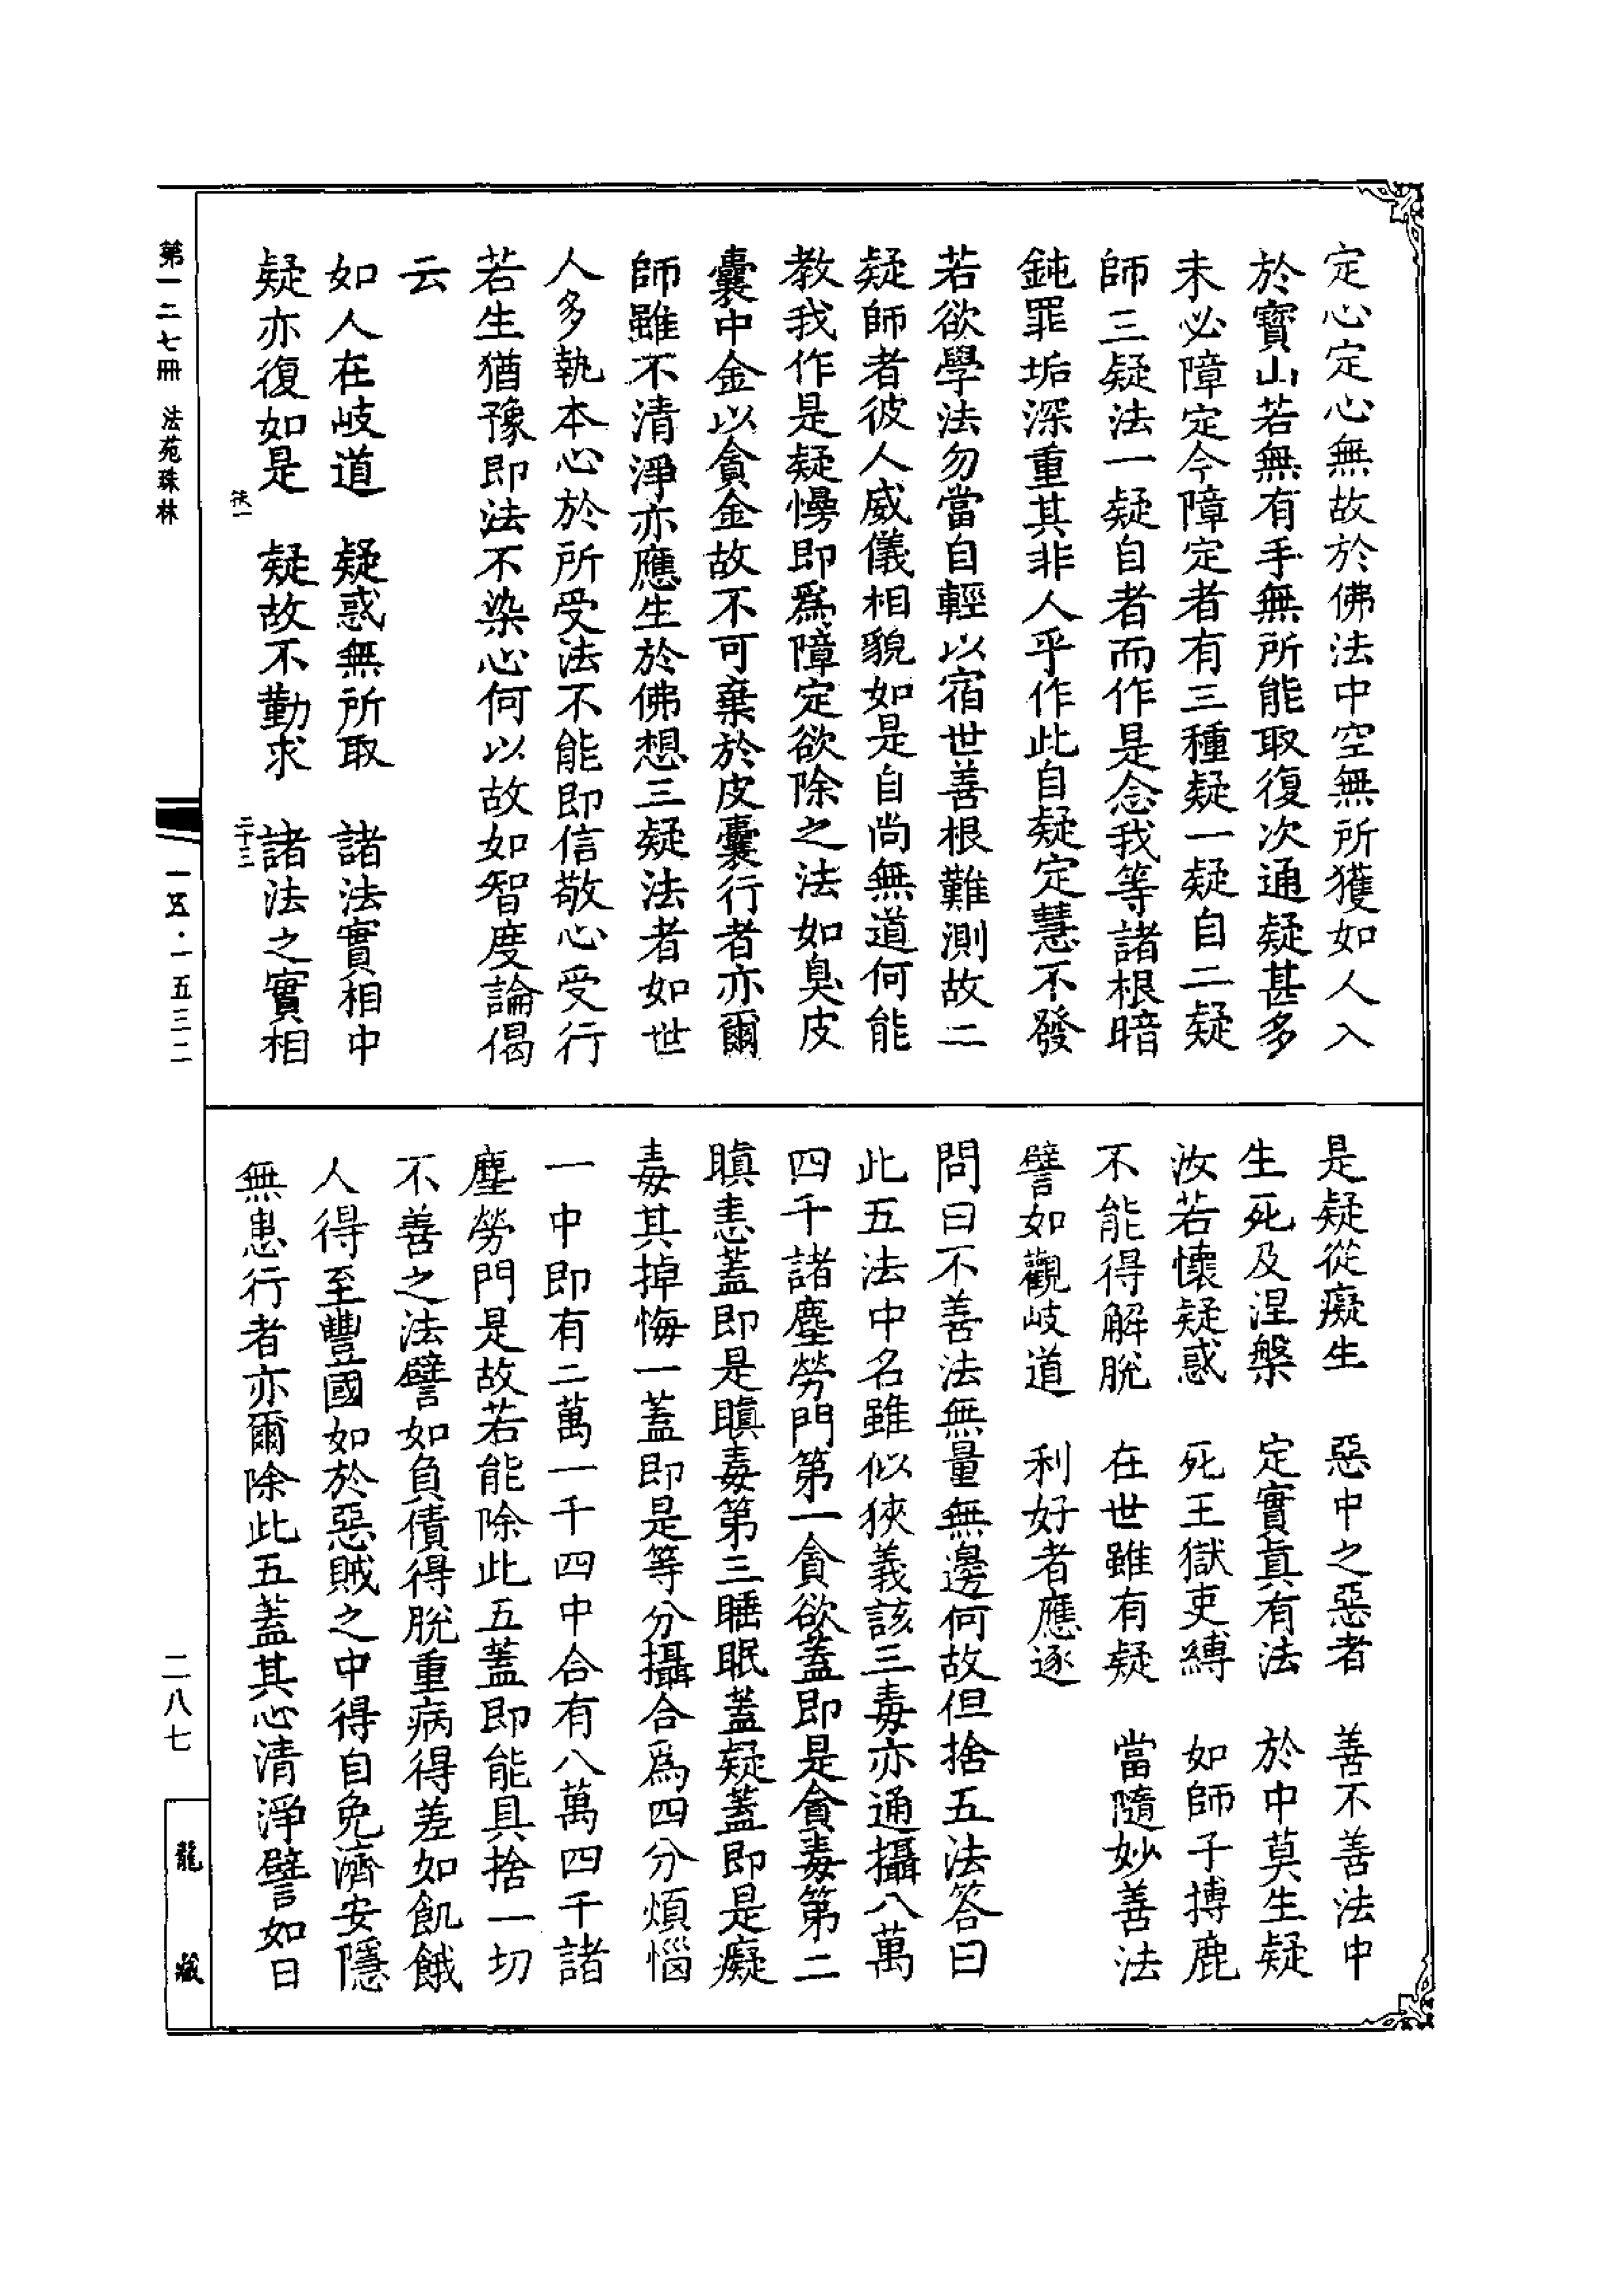 定心定心無故於佛法中空無所獲如人入
於寶山若無有手無所能取復次通疑甚多
未必障定今障定者有三種疑一疑自二疑
師三疑法一疑自者而作是念我等諸根暗
鈍罪垢深重其非人乎作此自疑定慧不發
若欲學法勿當自輕以宿世善根難測故二
疑師者彼人威儀相貌如是自尚無道何能
教我作是疑慢即爲障定欲除之法如臭皮
囊中金以貪金故不可棄於皮囊行者亦爾
師雖不清淨亦應生於佛想三疑法者如世
人多執本心於所受法不能即信敬心受行
若生猶豫即法不染心何以故如智度論偈
云
如人在岐道　疑惑無所取　諸法實相中
疑亦復如是　疑故不勤求　諸法之實相
扶一
二十三
是疑從癡生　惡中之惡者　善不善法中
生死及涅槃　定實眞有法　於中莫生疑
汝若懷疑惑　死王獄吏縛　如師子搏鹿
不能得解脫　在世雖有疑　當隨妙善法
譬如觀岐道　利好者應逐
問曰不善法無量無邊何故但捨五法答曰
此五法中名雖似狹義該三毒亦通攝八萬
四千諸塵勞門第一貪欲蓋即是貪毒第二
瞋恚蓋即是瞋毒第三睡眠蓋疑蓋即是癡
毒其掉悔一蓋即是等分攝合爲四分煩惱
一中即有二萬一千四中合有八萬四千諸
塵勞門是故若能除此五蓋即能具捨一切
不善之法譬如負債得脫重病得差如飢餓
人得至豐國如於惡賊之中得自免濟安隱
無患行者亦爾除此五蓋其心清淨譬如日
第一二七冊　法苑珠林
一五·一五三二
二八七
龍藏